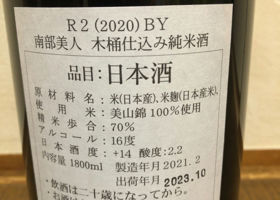 R2(2020)BY
南部美人 木桶仕込み純米酒
品目:日本酒
原材料名:米(日本産)、米麹(日本産米)
使用米:美山錦100%使用
精米歩合:70%
アルコール:16度
日本酒度:+14 酸度:2.2
内容量 1800ml 製造年月2021.2
出荷年月 2023.10
・飲酒は二十歳になってから。